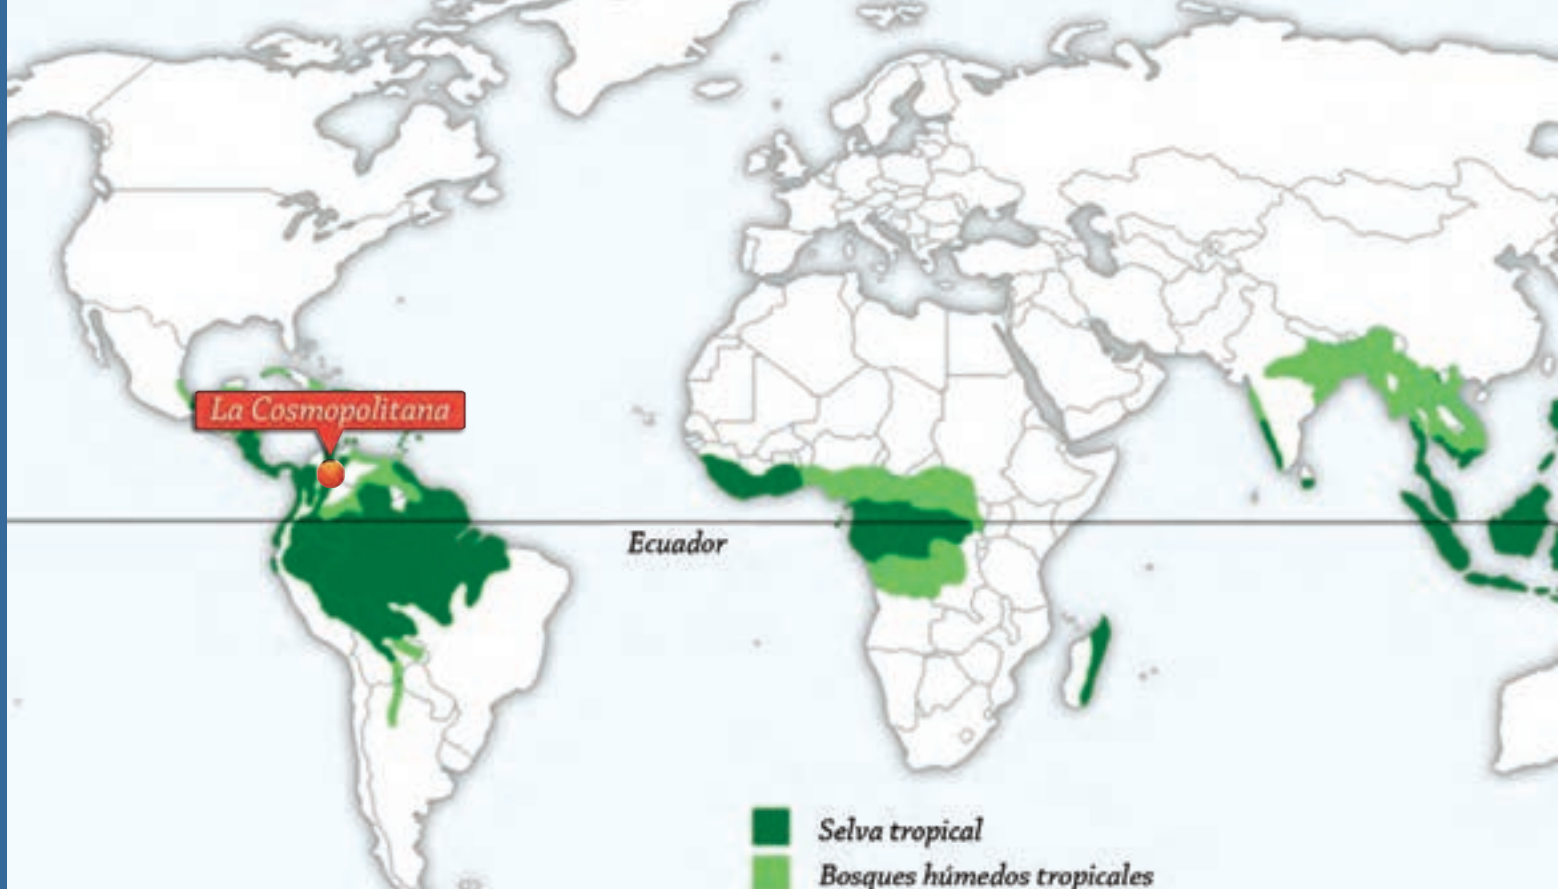 La Cosmopolitana
Ecuador
Selva tropical
Bosques húmedos tropicales